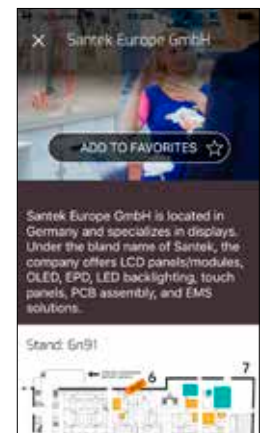 Santek Europe GmbH
ADD TO FAVORITES
Santek Europe GmbH is located in
Germany and specializes in displays.
Under the bland name of Santek, the
company offers LCD panels/modules,
OLED, EPD, LED backlighting, touch
panels, PCB assembly, and EMS
solutions.
Stand: Gn91
6
7